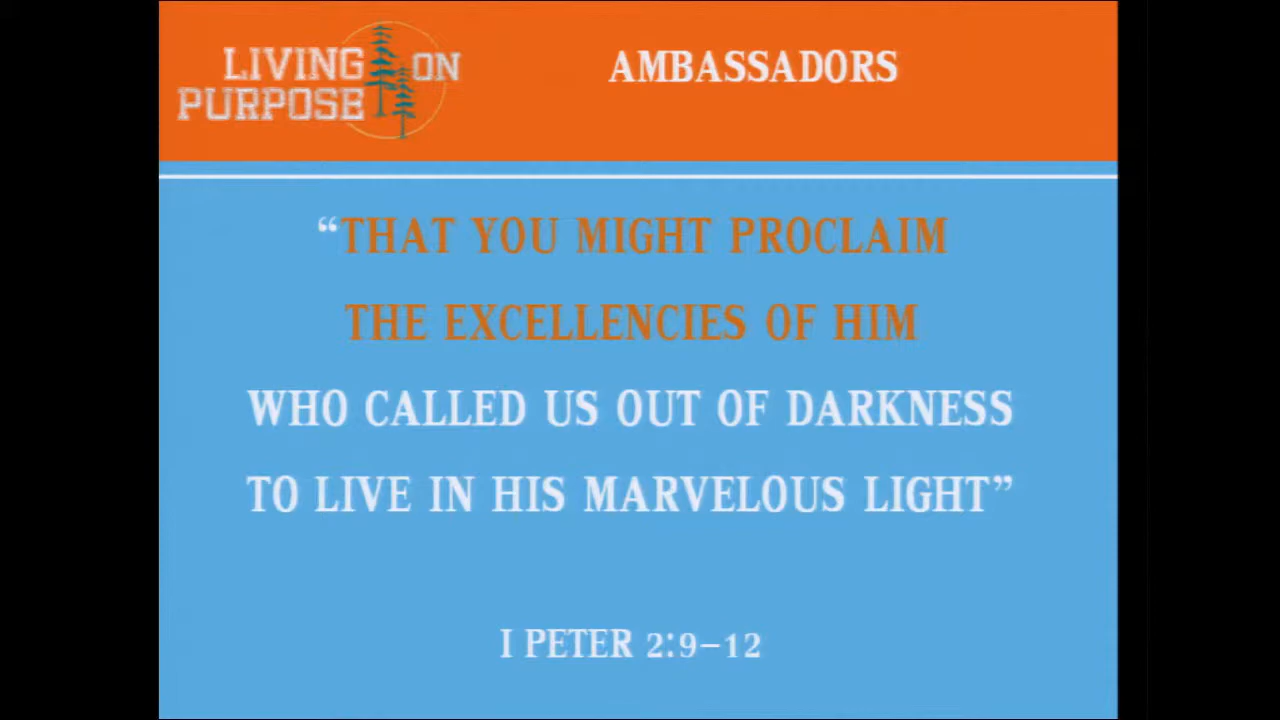 LIVING ON
PURPOSE
AMBASSADORS
“THAT YOU MIGHT PROCLAIM
THE EXCELLENCIES OF HIM
WHO CALLED US OUT OF DARKNESS
TO LIVE IN HIS MARVELOUS LIGHT”
I PETER 2:9–12